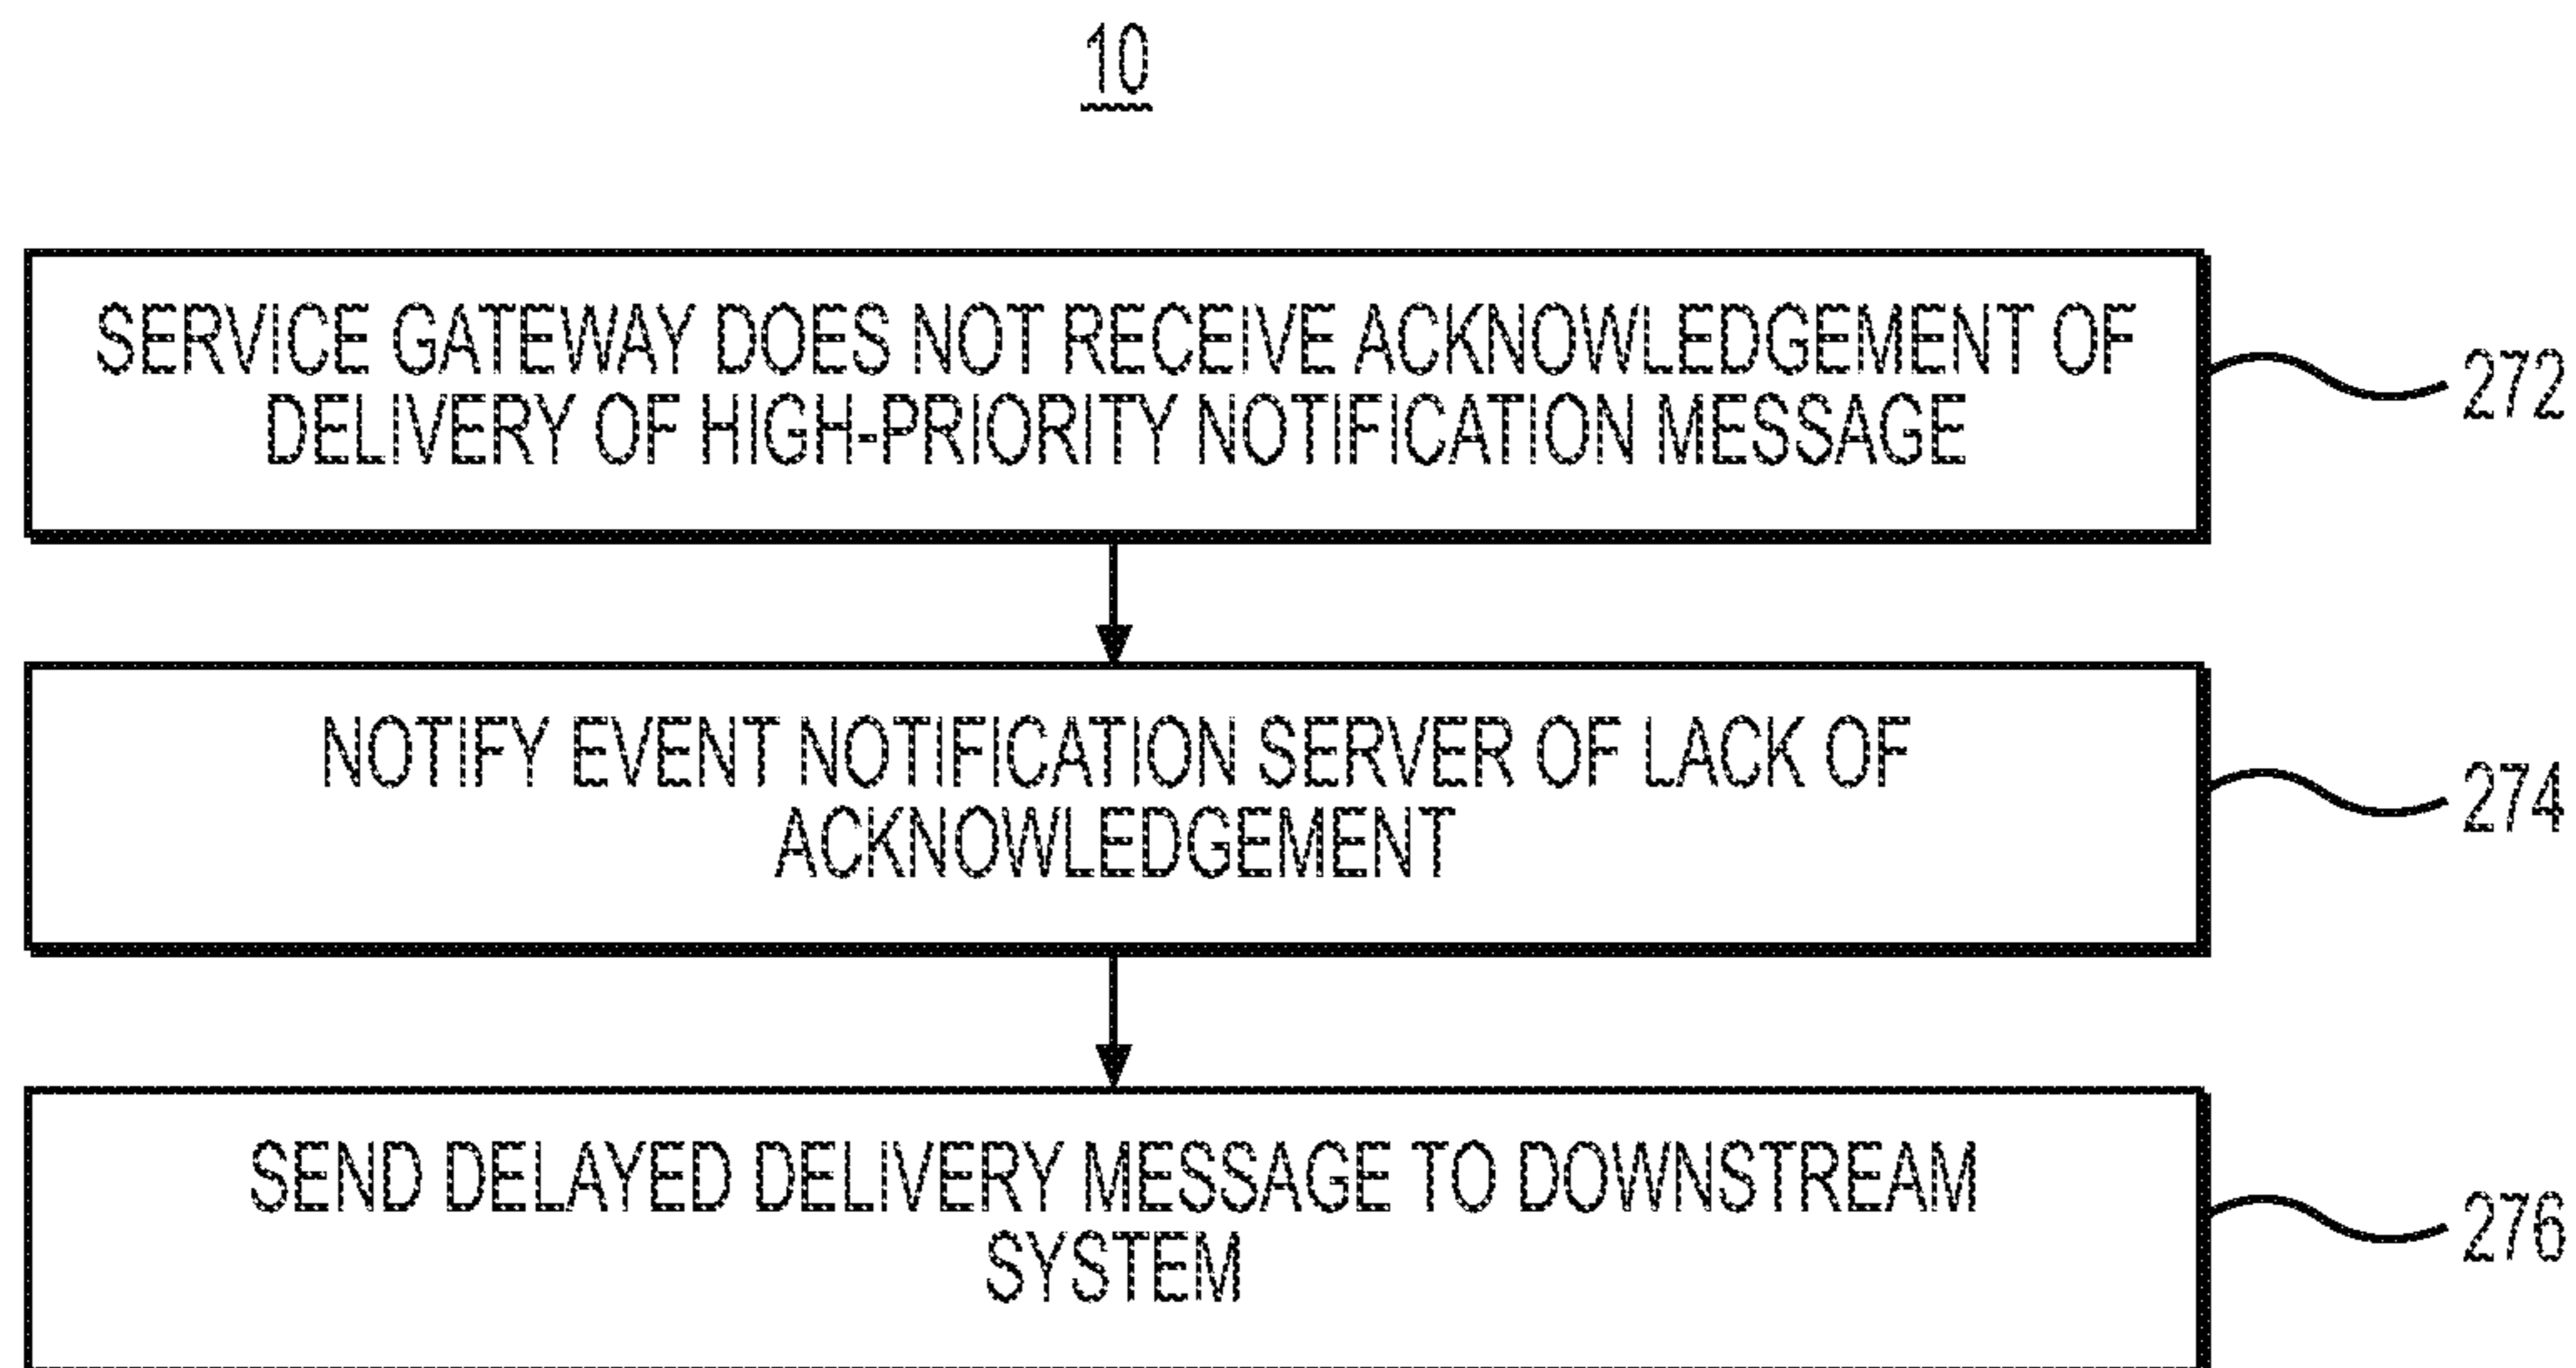 10
SERVICE GATEWAY DOES NOT RECEIVE ACKNOWLEDGEMENT OF
DELIVERY OF HIGH-PRIORITY NOTIFICATION MESSAGE
272
NOTIFY EVENT NOTIFICATION SERVER OF LACK OF
ACKNOWLEDGEMENT
274
SEND DELAYED DELIVERY MESSAGE TO DOWNSTREAM
SYSTEM
276